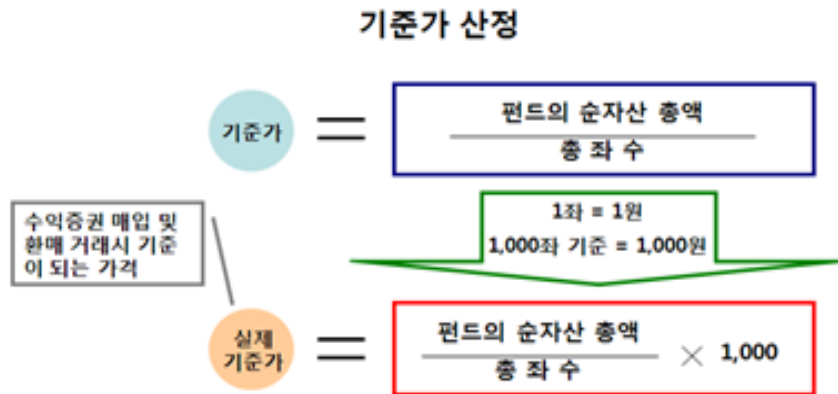 기준가 산정
기준가
펀드의 순자산 총액
총 좌 수
1좌 = 1원
1,000좌 기준 = 1,000원
수익증권 매입 및
환매 거래시 기준
이 되는 가격
실제
기준가
펀드의 순자산 총액
총 좌 수
× 1,000